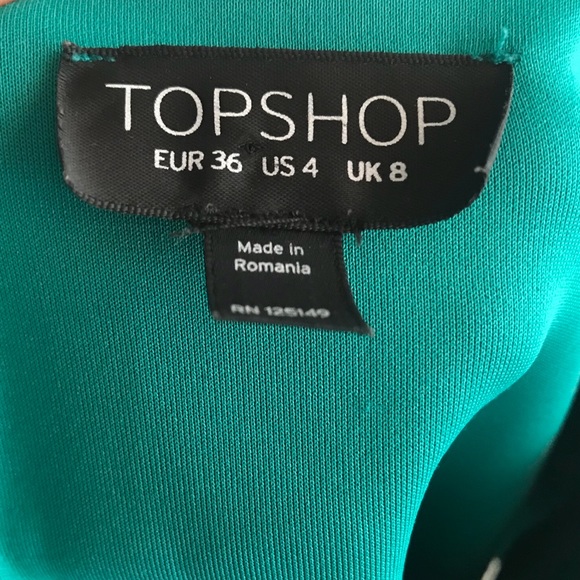 TOPSHOP
EUR 36 US 4 UK 8
Made in
Romania
RN 125149